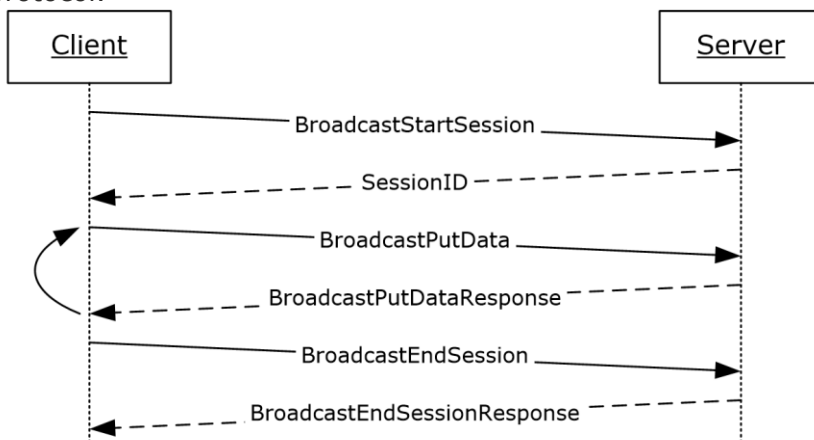 Client
Server
BroadcastStartSession
SessionID
BroadcastPutData
BroadcastPutDataResponse
BroadcastEndSession
BroadcastEndSessionResponse